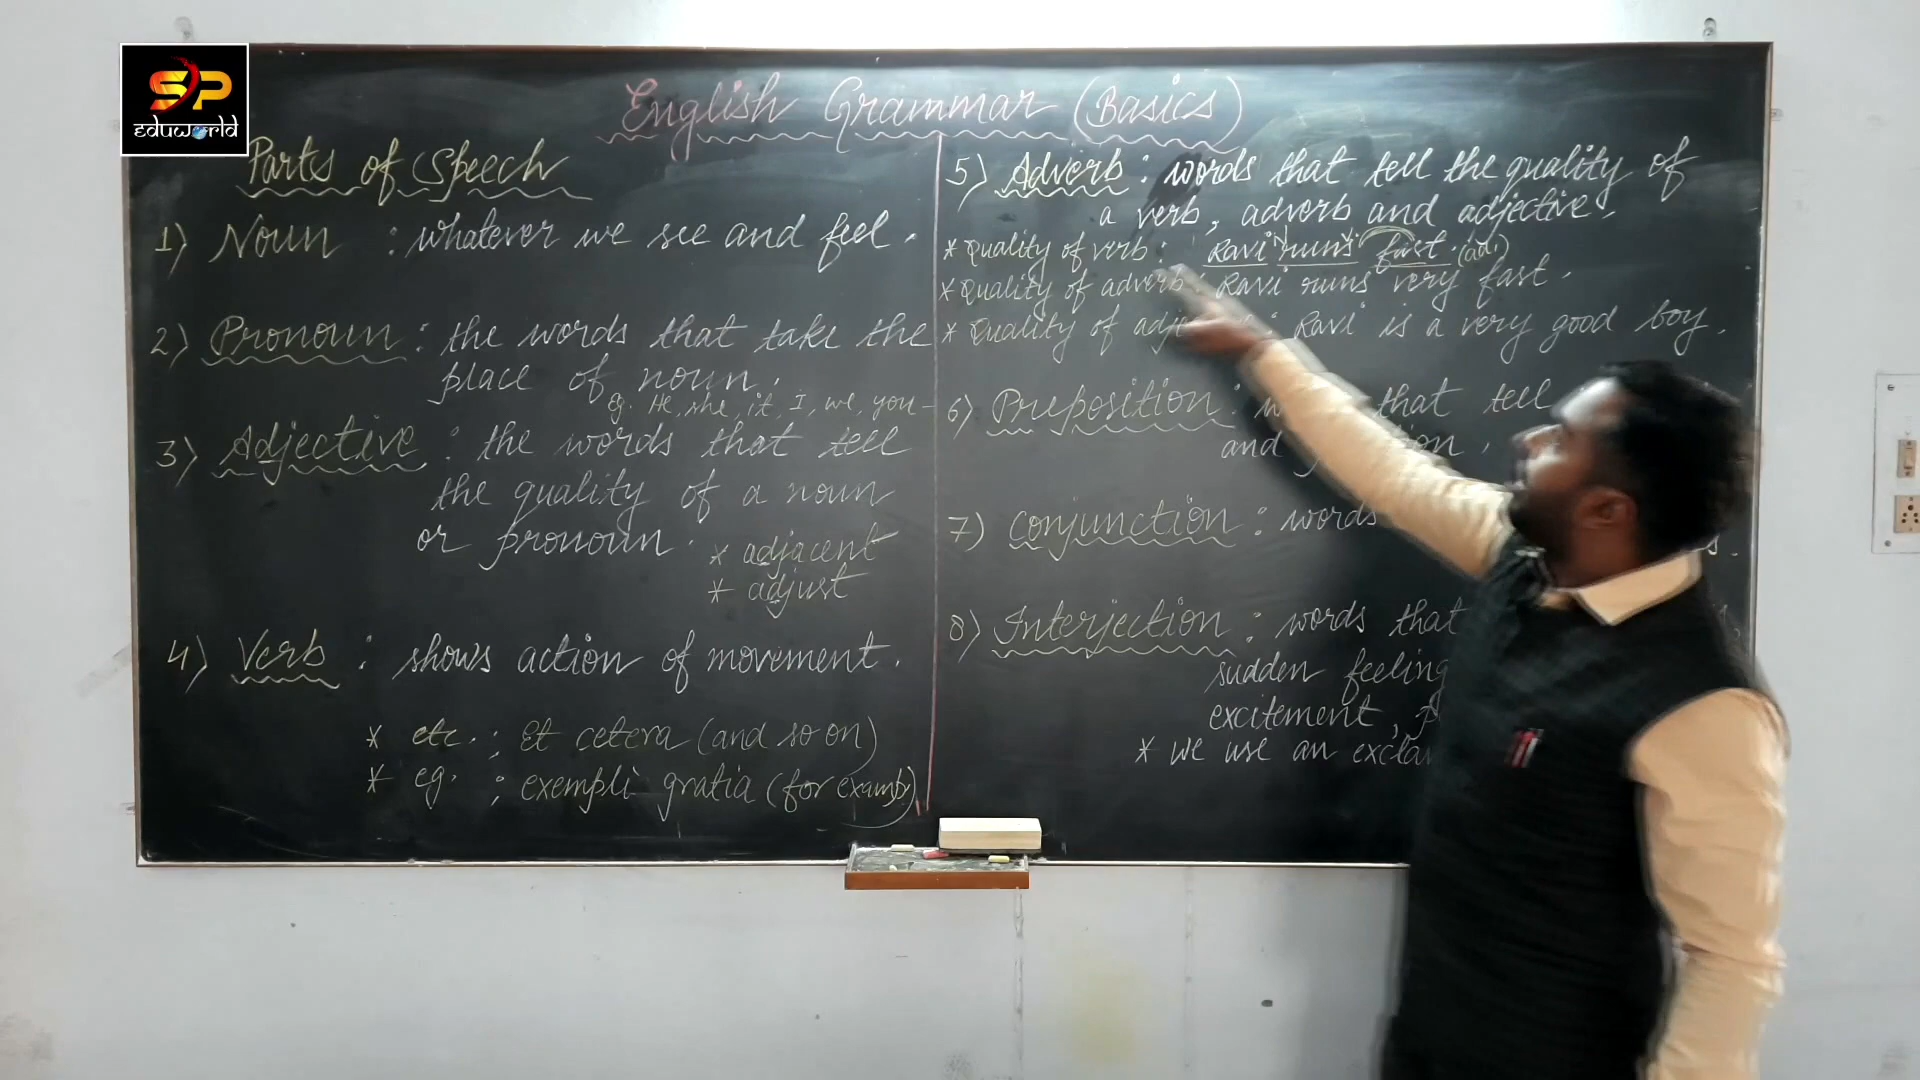 SP
eduworld
English Grammar (Basics)
Parts of Speech
1) Noun : whatever we see and feel.
2) Pronoun : the words that take the
place of noun.
eg. He, she, it, I, we, you
3) Adjective : the words that tell
the quality of a noun
or pronoun.
* adjacent
* adjust
4) Verb : shows action of movement.
* etc. : Et cetera (and so on)
* eg. : exempli gratia (for example)
5) Adverb : words that tell the quality of
a verb, adverb and adjective.
* Quality of verb : Ravi runs fast. (ad.)
* Quality of adverb : Ravi runs very fast.
* Quality of : Ravi is a very good boy.
6) Preposition : that tell
and
7) Conjunction : words
8) Interjection : words that
sudden feeling
excitement,
* we use an